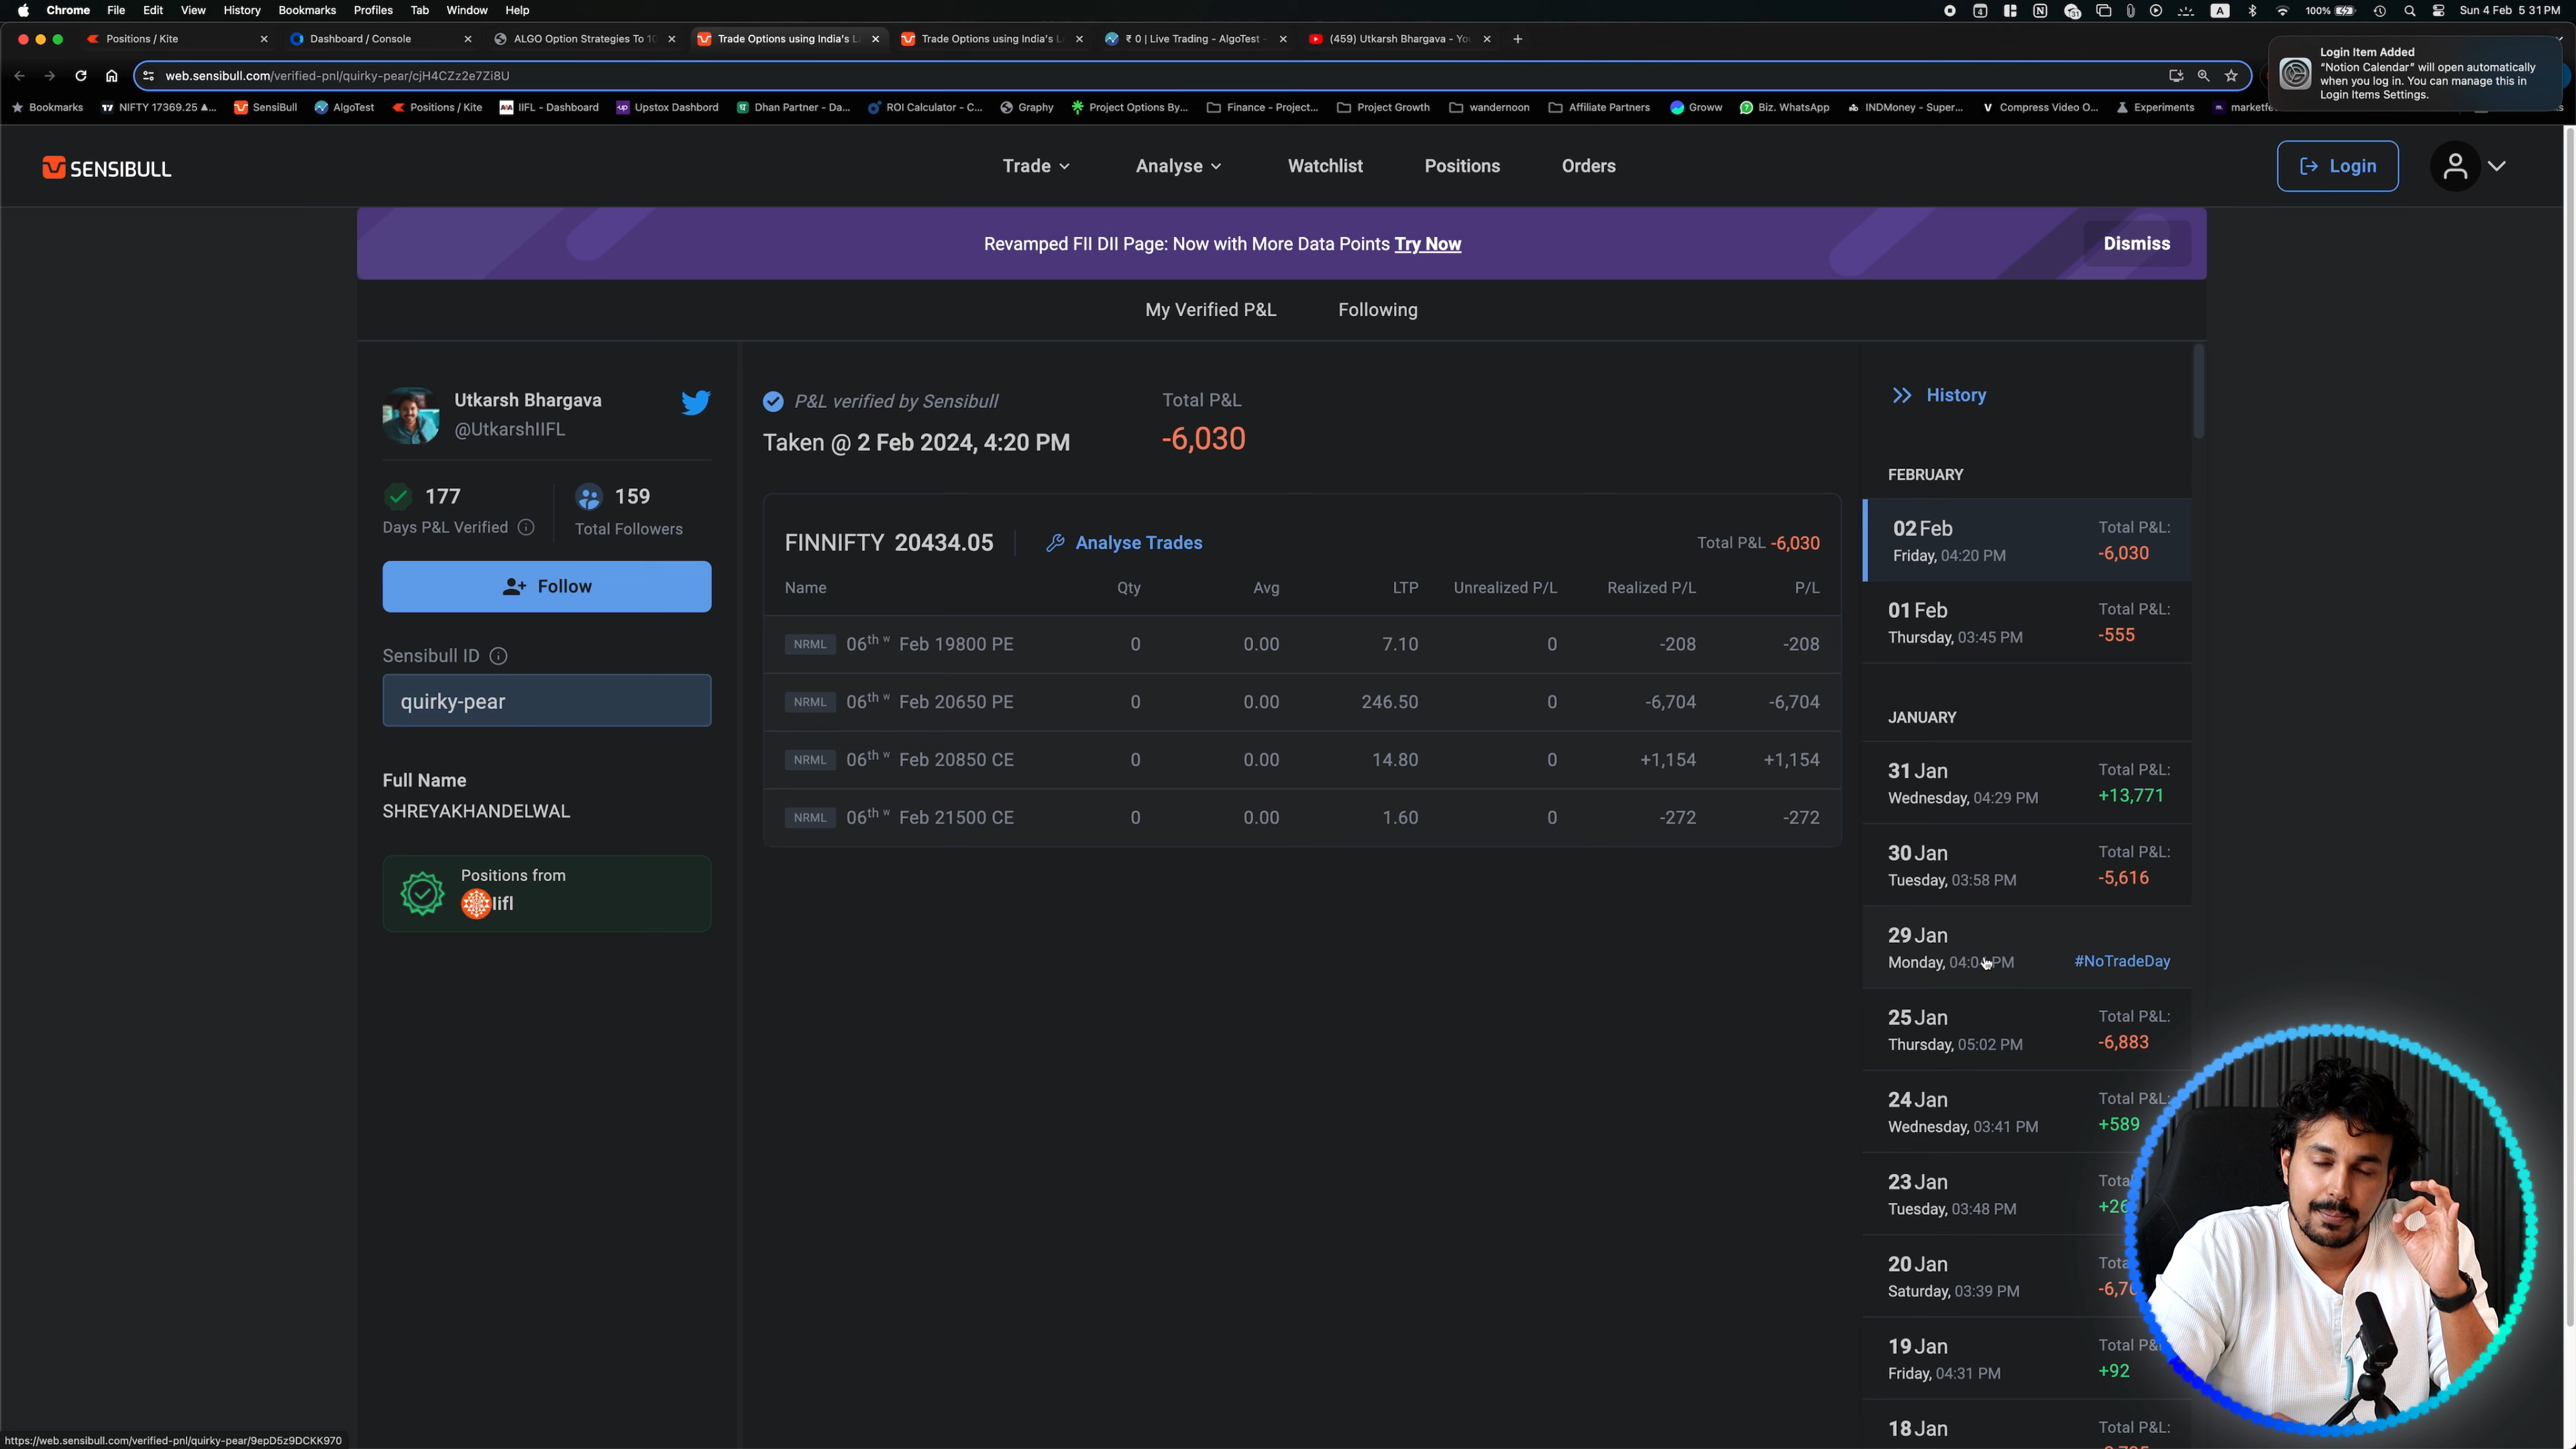 Chrome File Edit View History Bookmarks Profiles Tab Window Help
A 100% Sun 4 Feb 5 31 PM
Positions / Kite
Dashboard / Console
ALGO Option Strategies To 10
Trade Options using India's L
Trade Options using India's L
₹ 0 | Live Trading - AlgoTest -
(459) Utkarsh Bhargava - Yo
web.sensibull.com/verified-pnl/quirky-pear/cjH4CZz2e7Zi8U
Login Item Added
"Notion Calendar" will open automatically
when you log in. You can manage this in
Login Items Settings.
Bookmarks NIFTY 17369.25 ▲... SensiBull AlgoTest Positions / Kite IIFL - Dashboard Upstox Dashbord Dhan Partner - Da... ROI Calculator - C... Graphy Project Options By... Finance - Project... Project Growth wandernoon Affiliate Partners Groww Biz. WhatsApp INDMoney - Super... Compress Video O... Experiments
SENSIBULL
Trade Analyse Watchlist Positions Orders
Login
Revamped FII DII Page: Now with More Data Points Try Now
Dismiss
My Verified P&L Following
Utkarsh Bhargava
@UtkarshIIFL
177
Days P&L Verified
159
Total Followers
Follow
Sensibull ID
quirky-pear
Full Name
SHREYAKHANDELWAL
Positions from
Iifl
P&L verified by Sensibull
Taken @ 2 Feb 2024, 4:20 PM
Total P&L
-6,030
FINNIFTY 20434.05 Analyse Trades Total P&L -6,030
Name Qty Avg LTP Unrealized P/L Realized P/L P/L
NRML 06th w Feb 19800 PE 0 0.00 7.10 0 -208 -208
NRML 06th w Feb 20650 PE 0 0.00 246.50 0 -6,704 -6,704
NRML 06th w Feb 20850 CE 0 0.00 14.80 0 +1,154 +1,154
NRML 06th w Feb 21500 CE 0 0.00 1.60 0 -272 -272
History
FEBRUARY
02 Feb Total P&L:
Friday, 04:20 PM -6,030
01 Feb Total P&L:
Thursday, 03:45 PM -555
JANUARY
31 Jan Total P&L:
Wednesday, 04:29 PM +13,771
30 Jan Total P&L:
Tuesday, 03:58 PM -5,616
29 Jan
Monday, PM #NoTradeDay
25 Jan Total P&L:
Thursday, 05:02 PM -6,883
24 Jan Total P&L:
Wednesday, 03:41 PM +589
23 Jan
Tuesday, 03:48 PM
20 Jan
Saturday, 03:39 PM
19 Jan Total
Friday, 04:31 PM +92
18 Jan Total P&L:
https://web.sensibull.com/verified-pnl/quirky-pear/9epD5z9DCKK970